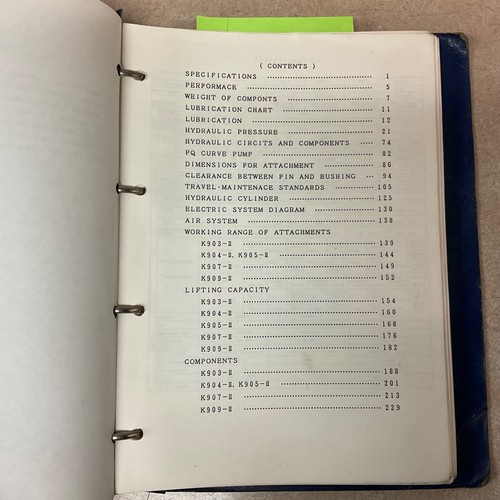 ( CONTENTS )
SPECIFICATIONS 1
PERFORMACE 5
WEIGHT OF COMPONTS 7
LUBRICATION CHART 11
LUBRICATION 12
HYDRAULIC PRESSURE 21
HYDRAULIC CIRCITS AND COMPONENTS 74
PQ CURVE PUMP 82
DIMENSIONS FOR ATTACHMENT 86
CLEARANCE BETWEEN PIN AND BUSHING 94
TRAVEL·MAINTENACE STANDARDS 105
HYDRAULIC CYLINDER 125
ELECTRIC SYSTEM DIAGRAM 130
AIR SYSTEM 138
WORKING RANGE OF ATTACHMENTS
K903-Ⅱ 139
K904-Ⅱ, K905-Ⅱ 144
K907-Ⅱ 149
K909-Ⅱ 152
LIFTING CAPACITY
K903-Ⅱ 154
K904-Ⅱ 160
K905-Ⅱ 168
K907-Ⅱ 176
K909-Ⅱ 182
COMPONENTS
K903-Ⅱ 188
K904-Ⅱ, K905-Ⅱ 201
K907-Ⅱ 213
K909-Ⅱ 229